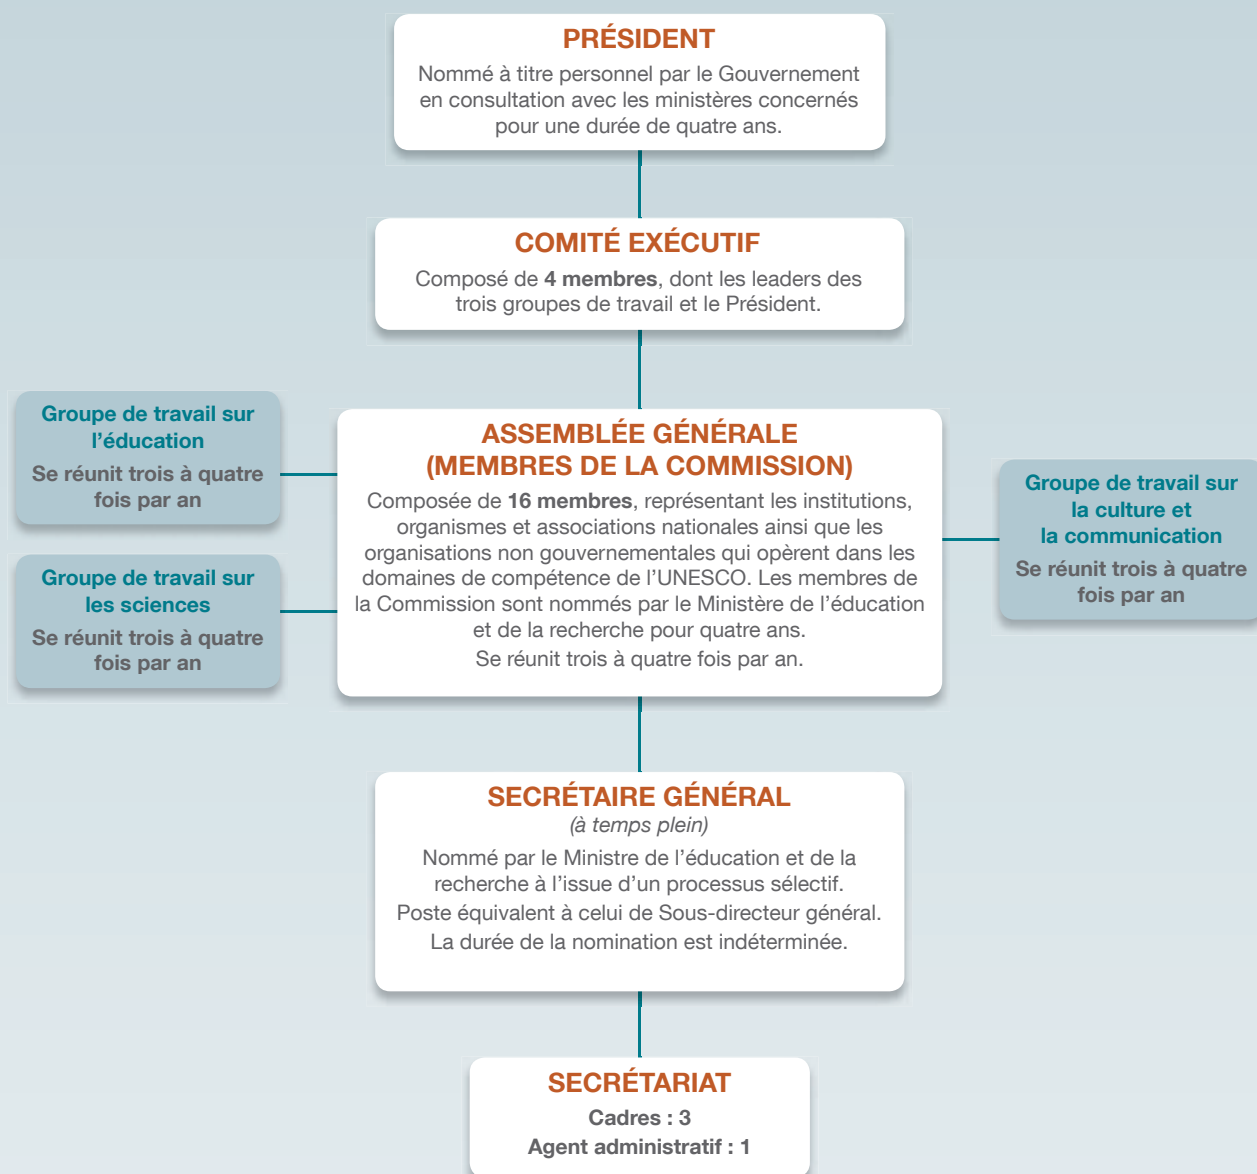 PRÉSIDENT
Nommé à titre personnel par le Gouvernement
en consultation avec les ministères concernés
pour une durée de quatre ans.
COMITÉ EXÉCUTIF
Composé de 4 membres, dont les leaders des
trois groupes de travail et le Président.
Groupe de travail sur
l’éducation
Se réunit trois à quatre
fois par an
Groupe de travail sur
les sciences
Se réunit trois à quatre
fois par an
ASSEMBLÉE GÉNÉRALE
(MEMBRES DE LA COMMISSION)
Composée de 16 membres, représentant les institutions,
organismes et associations nationales ainsi que les
organisations non gouvernementales qui opèrent dans les
domaines de compétence de l’UNESCO. Les membres de
la Commission sont nommés par le Ministère de l’éducation
et de la recherche pour quatre ans.
Se réunit trois à quatre fois par an.
Groupe de travail sur
la culture et
la communication
Se réunit trois à quatre
fois par an
SECRÉTAIRE GÉNÉRAL
(à temps plein)
Nommé par le Ministre de l’éducation et de la
recherche à l’issue d’un processus sélectif.
Poste équivalent à celui de Sous-directeur général.
La durée de la nomination est indéterminée.
SECRÉTARIAT
Cadres : 3
Agent administratif : 1